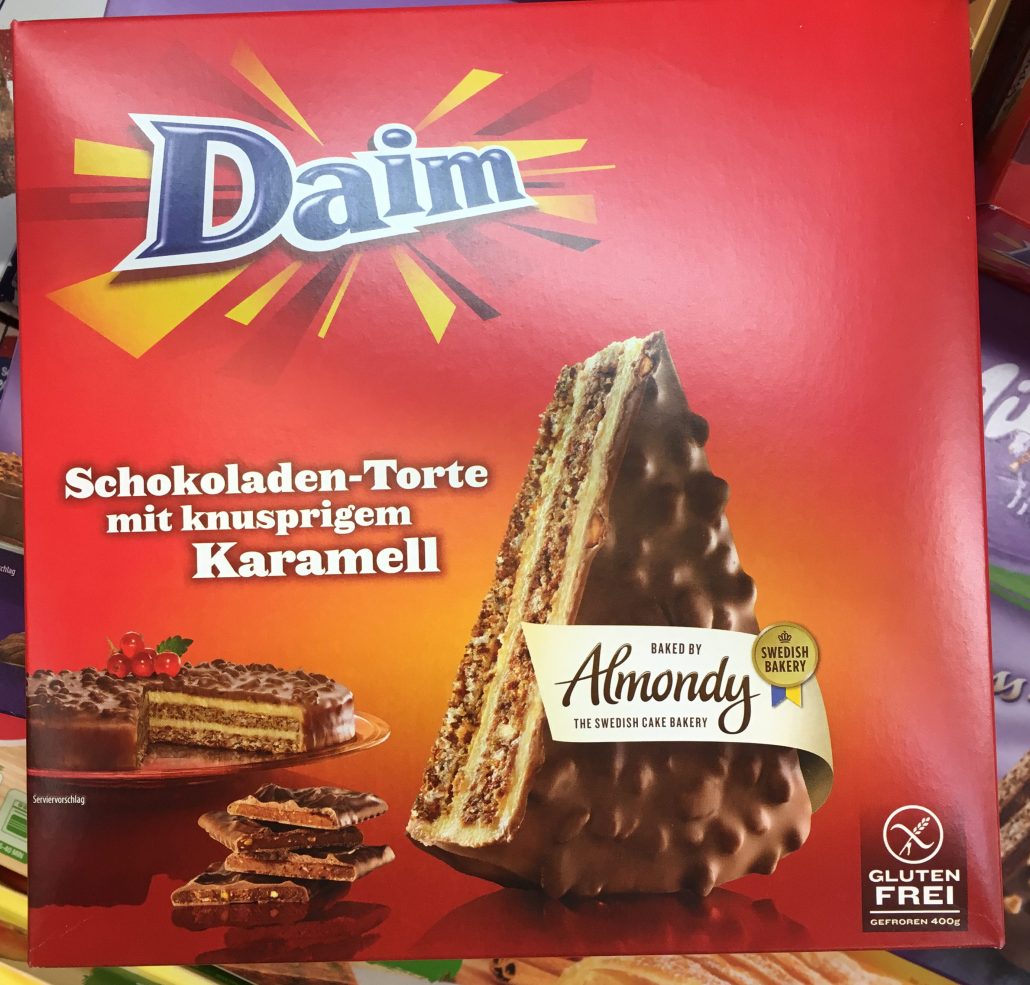 Daim
Schokoladen-Torte
mit knusprigem
Karamell
BAKED BY
Almondy
THE SWEDISH CAKE BAKERY
SWEDISH
BAKERY
Serviervorschlag
GLUTEN
FREI
GEFROREN 400g